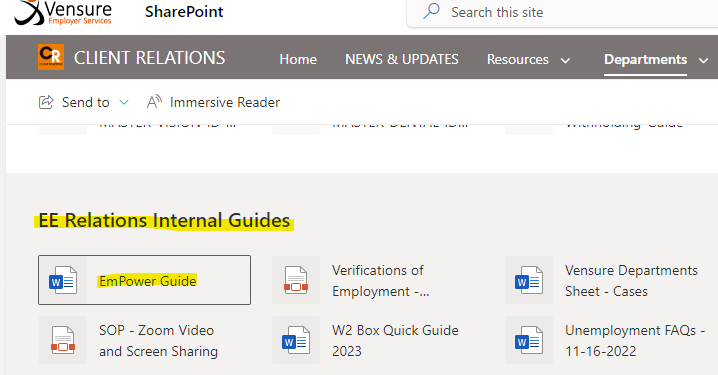 Vensure
Employer Services
SharePoint
Search this site
CR
CLIENT RELATIONS
Home
NEWS & UPDATES
Resources
Departments
Send to
Immersive Reader
MASTER-VISION-ID-...
MASTER-DENTAL-ID...
Withholding Guide
EE Relations Internal Guides
EmPower Guide
Verifications of
Employment -...
Vensure Departments
Sheet - Cases
SOP - Zoom Video
and Screen Sharing
W2 Box Quick Guide
2023
Unemployment FAQs -
11-16-2022